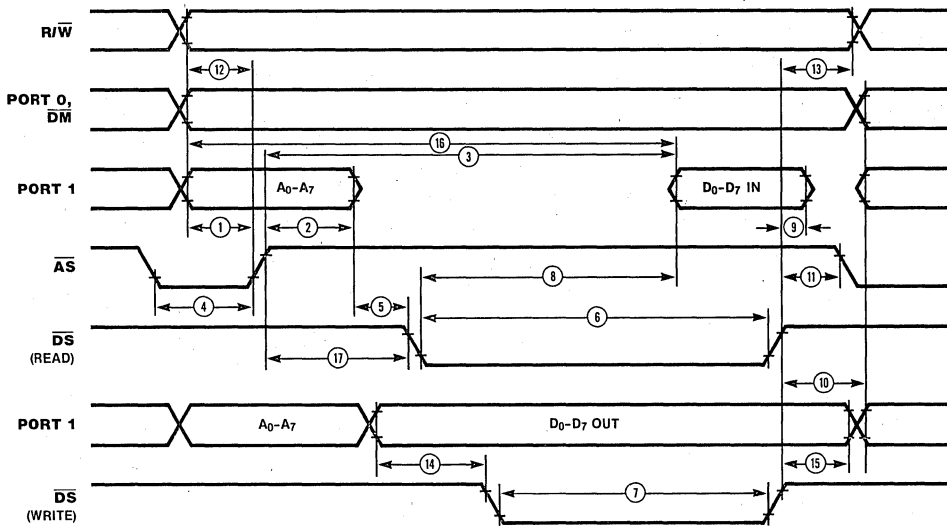 R/W̅
12
13
PORT 0,
D̅M̅
16
3
PORT 1
A₀–A₇
D₀–D₇ IN
1
2
9
A̅S̅
8
11
4
5
6
D̅S̅
(READ)
17
10
PORT 1
A₀–A₇
D₀–D₇ OUT
14
15
7
D̅S̅
(WRITE)